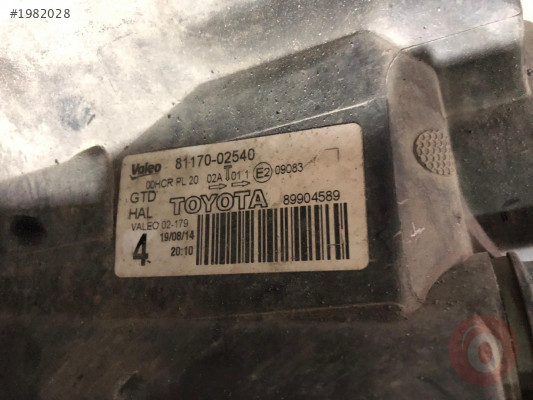 #1982028
Valeo 81170-02540
00HCR PL 20 02A T 01 1 E2 09083
GTD
HAL TOYOTA 89904589
VALEO 02-179
4 19/08/14
20:10